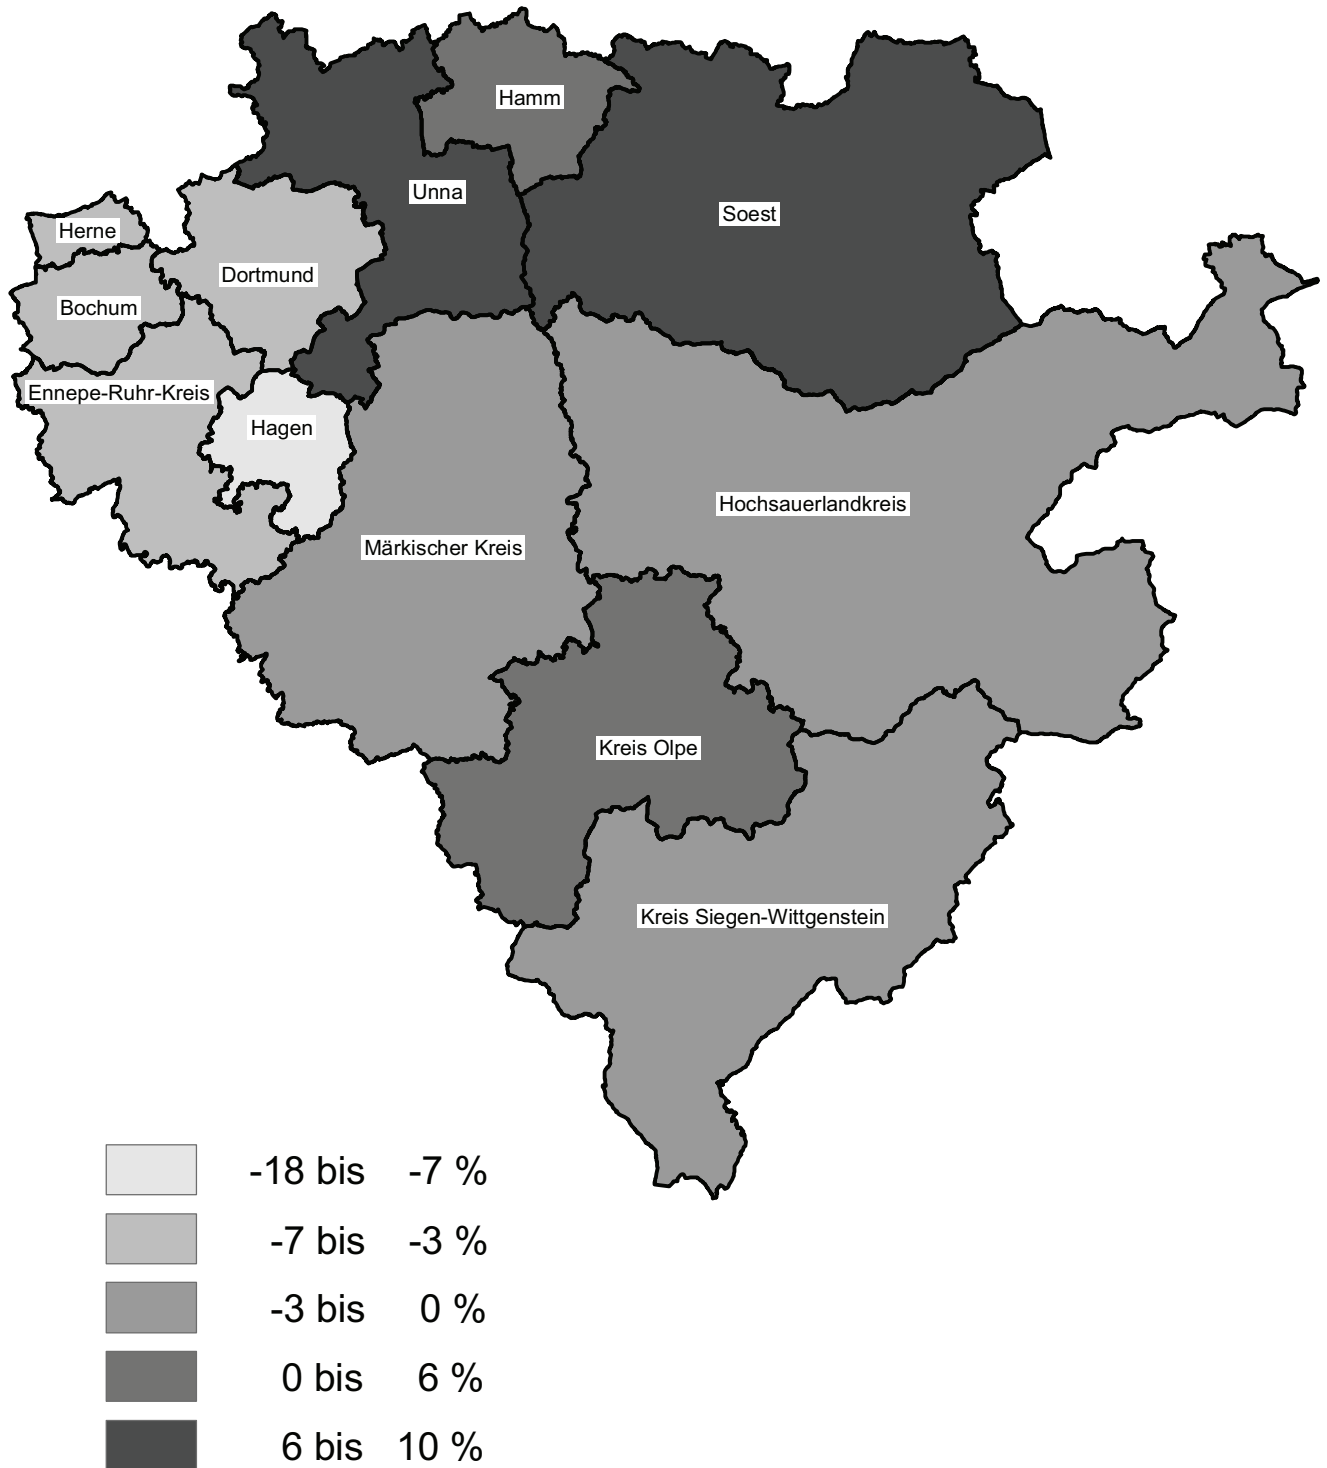 Hamm
Unna
Soest
Herne
Dortmund
Bochum
Ennepe-Ruhr-Kreis
Hagen
Hochsauerlandkreis
Märkischer Kreis
Kreis Olpe
Kreis Siegen-Wittgenstein
-18 bis -7 %
-7 bis -3 %
-3 bis 0 %
0 bis 6 %
6 bis 10 %